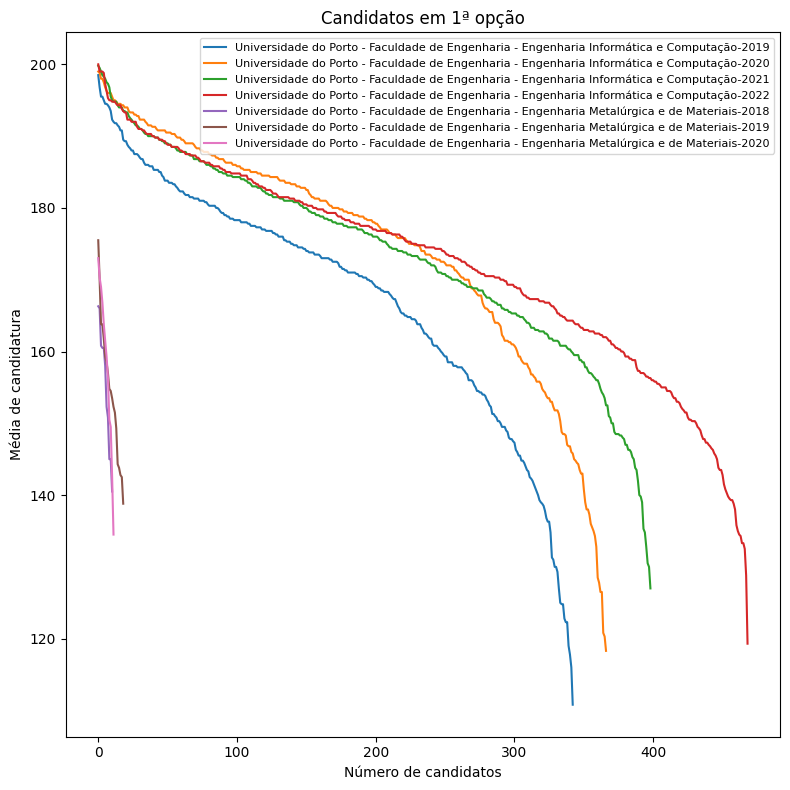 Candidatos em 1ª opção
Universidade do Porto - Faculdade de Engenharia - Engenharia Informática e Computação-2019
Universidade do Porto - Faculdade de Engenharia - Engenharia Informática e Computação-2020
Universidade do Porto - Faculdade de Engenharia - Engenharia Informática e Computação-2021
Universidade do Porto - Faculdade de Engenharia - Engenharia Informática e Computação-2022
Universidade do Porto - Faculdade de Engenharia - Engenharia Metalúrgica e de Materiais-2018
Universidade do Porto - Faculdade de Engenharia - Engenharia Metalúrgica e de Materiais-2019
Universidade do Porto - Faculdade de Engenharia - Engenharia Metalúrgica e de Materiais-2020
Média de candidatura
200
180
160
140
120
0 100 200 300 400
Número de candidatos